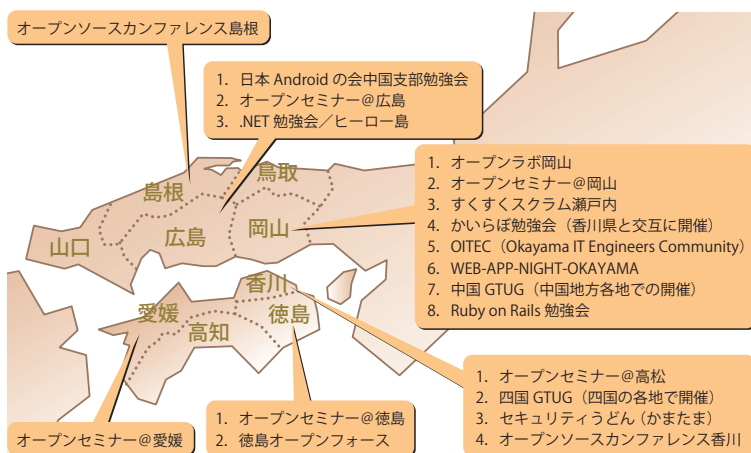 オープンソースカンファレンス島根
1. 日本 Android の会中国支部勉強会
2. オープンセミナー@広島
3. .NET 勉強会／ヒーロー島
1. オープンラボ岡山
2. オープンセミナー@岡山
3. すくすくスクラム瀬戸内
4. かいらぼ勉強会（香川県と交互に開催）
5. OITEC（Okayama IT Engineers Community）
6. WEB-APP-NIGHT-OKAYAMA
7. 中国 GTUG（中国地方各地での開催）
8. Ruby on Rails 勉強会
鳥取
島根
岡山
広島
山口
香川
愛媛
徳島
高知
1. オープンセミナー@高松
2. 四国 GTUG（四国の各地で開催）
3. セキュリティうどん（かまたま）
4. オープンソースカンファレンス香川
1. オープンセミナー@徳島
2. 徳島オープンフォース
オープンセミナー@愛媛